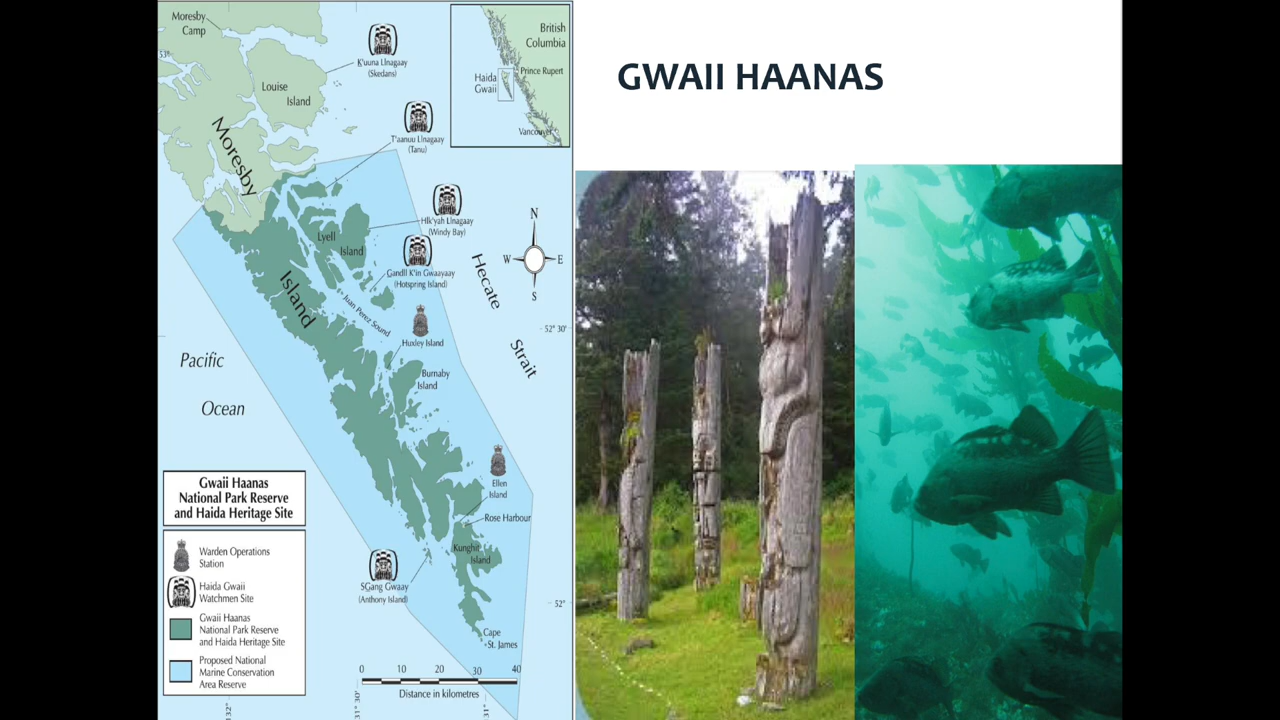 GWAII HAANAS
Moresby
Camp
53°
Louise
Island
K'uuna Llnagaay
(Skedans)
British
Columbia
Prince Rupert
Haida
Gwaii
Vancouver
T'aanuu Llnagaay
(Tanu)
Moresby
Island
Hlk'yah Llnagaay
(Windy Bay)
Lyell
Island
Gandll K'in Gwaayaay
(Hotspring Island)
Juan Perez Sound
Hecate
Strait
N
W
E
S
52° 30'
Huxley Island
Burnaby
Island
Pacific
Ocean
Ellen
Island
Rose Harbour
Kunghit
Island
SGang Gwaay
(Anthony Island)
52°
Cape
St. James
Gwaii Haanas
National Park Reserve
and Haida Heritage Site
Warden Operations
Station
Haida Gwaii
Watchmen Site
Gwaii Haanas
National Park Reserve
and Haida Heritage Site
Proposed National
Marine Conservation
Area Reserve
0 10 20 30 40
Distance in kilometres
132°